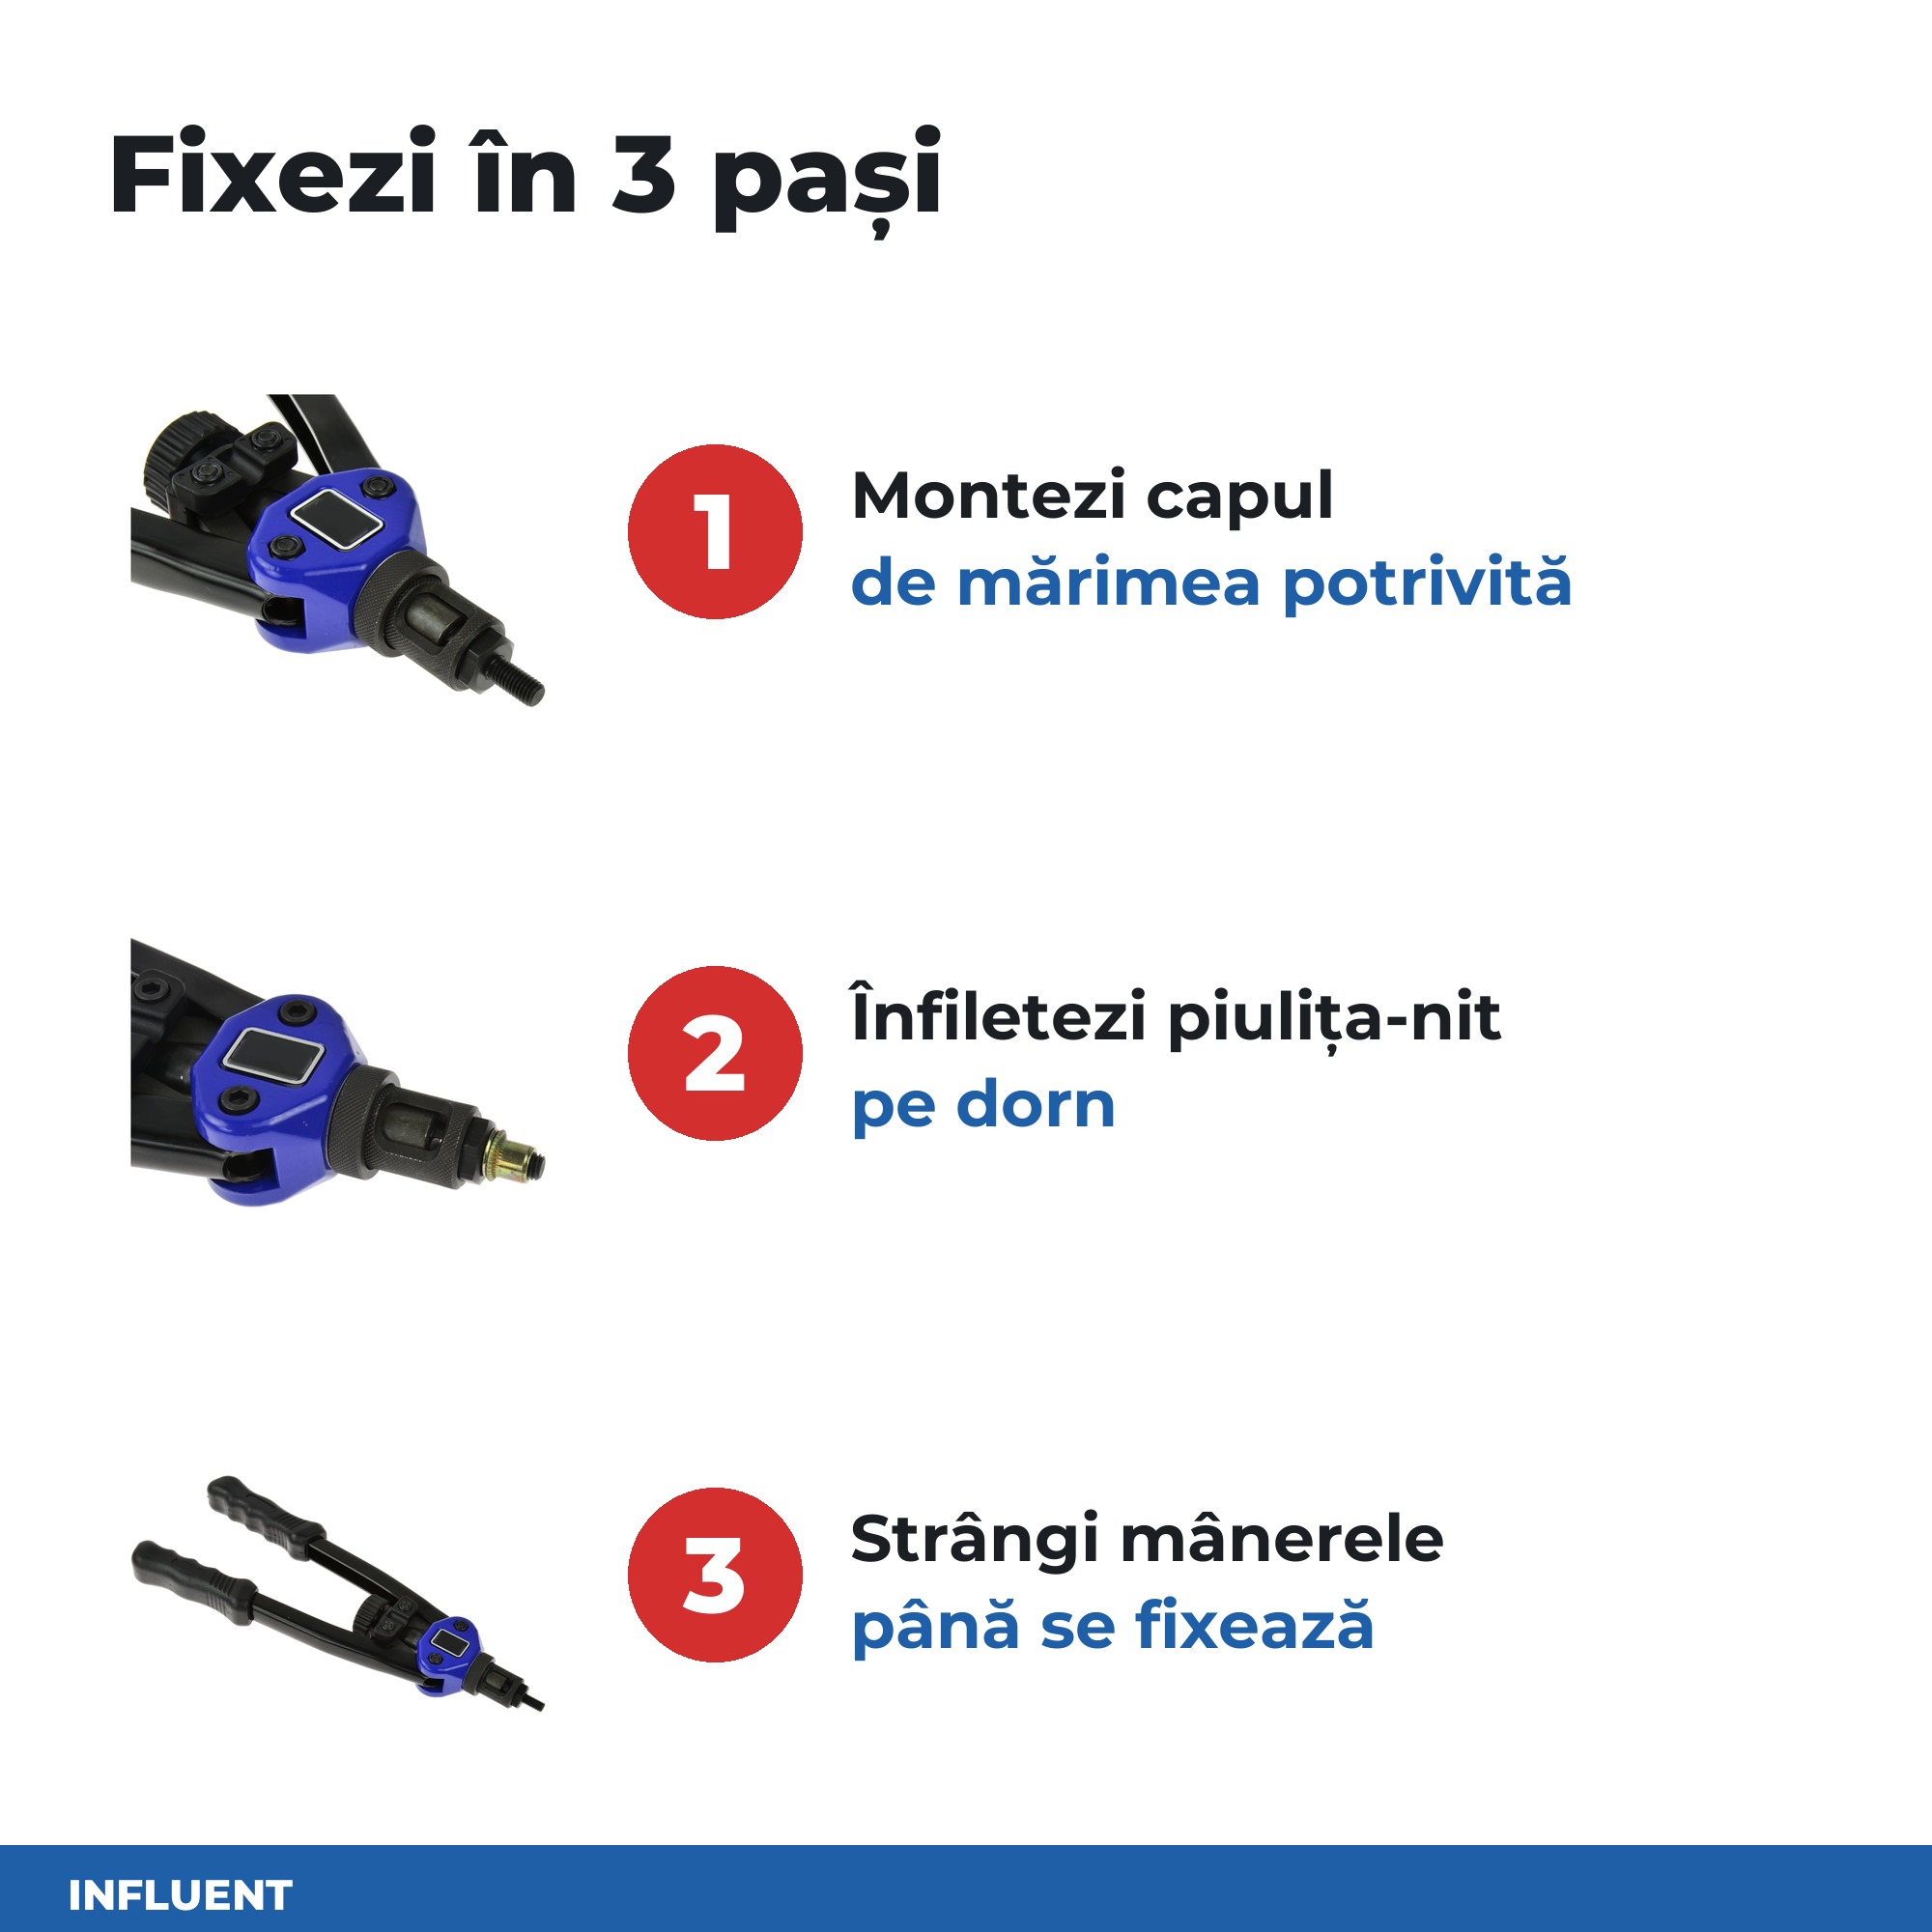 Fixezi în 3 pași
1
Montezi capul
de mărimea potrivită
2
Înfiletezi piulița-nit
pe dorn
3
Strângi mânerele
până se fixează
INFLUENT